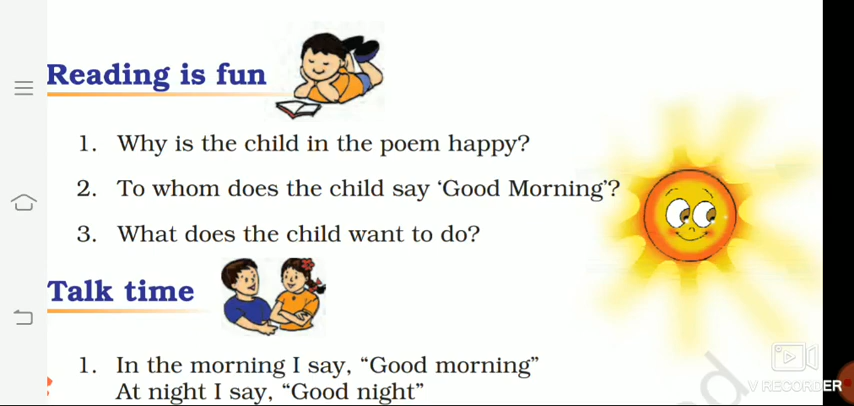 Reading is fun
1. Why is the child in the poem happy?
2. To whom does the child say ‘Good Morning’?
3. What does the child want to do?
Talk time
1. In the morning I say, “Good morning”
At night I say, “Good night”
V RECORDER